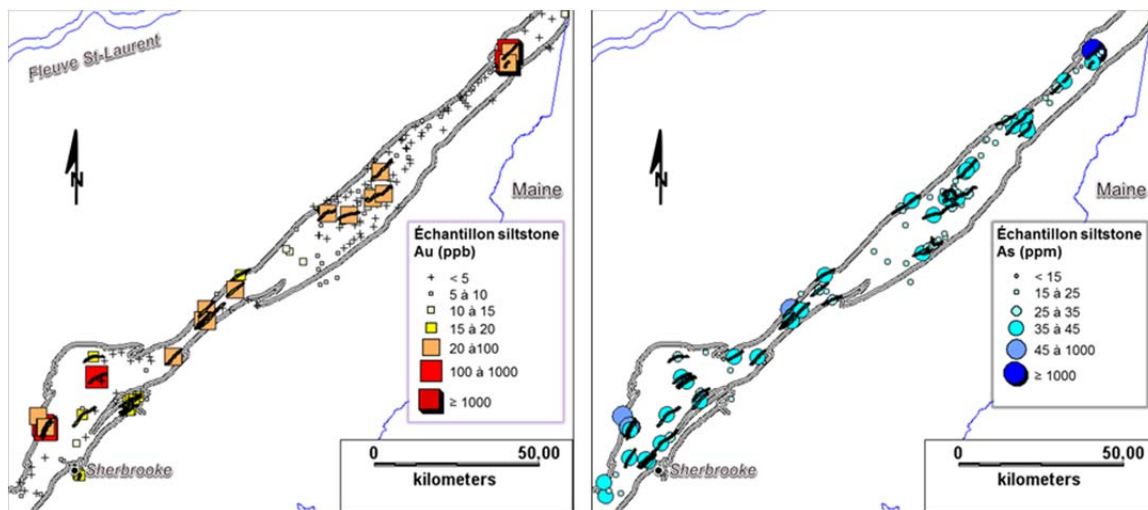 Fleuve St-Laurent
N
Maine
Échantillon siltstone
Au (ppb)
< 5
5 à 10
10 à 15
15 à 20
20 à100
100 à 1000
≥ 1000
Sherbrooke
0 50,00
kilometers
N
Maine
Échantillon siltstone
As (ppm)
< 15
15 à 25
25 à 35
35 à 45
45 à 1000
≥ 1000
Sherbrooke
0 50,00
kilometers